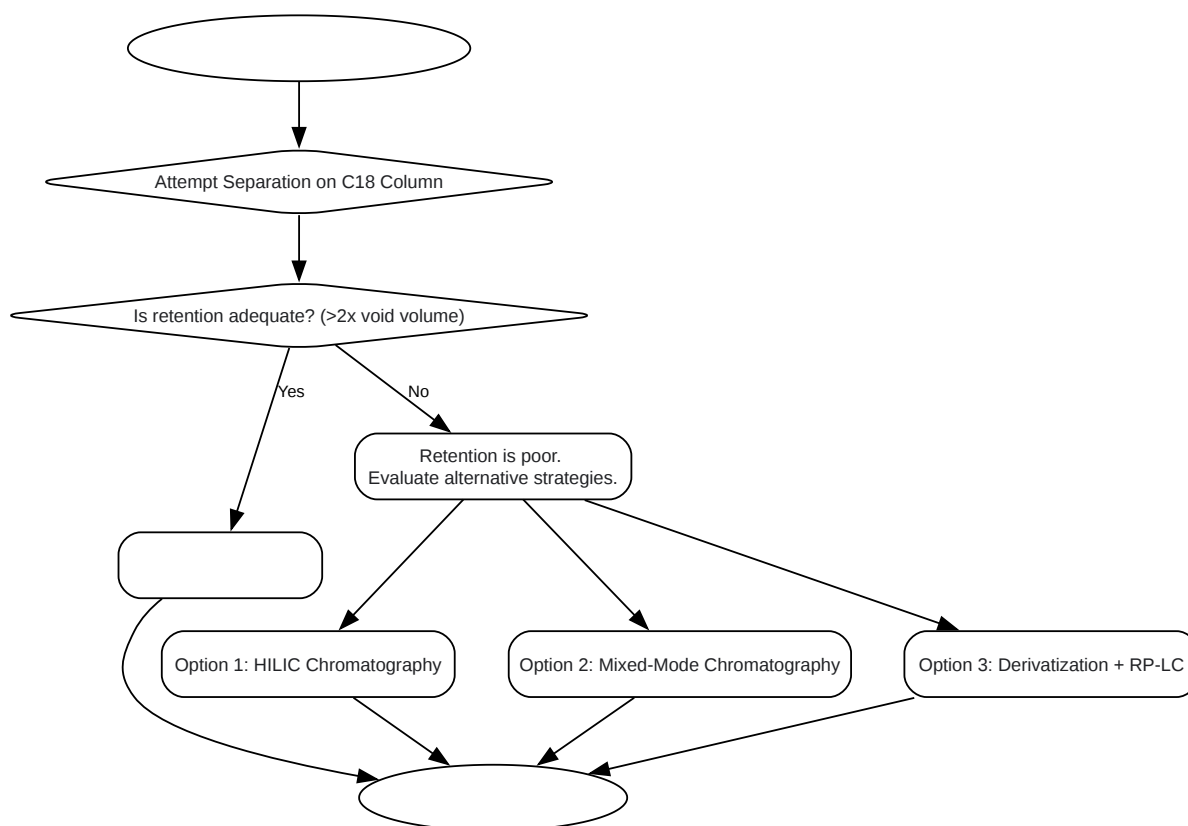 Attempt Separation on C18 Column
Is retention adequate? (>2x void volume)
Yes
No
Retention is poor.
Evaluate alternative strategies.
Option 1: HILIC Chromatography
Option 2: Mixed-Mode Chromatography
Option 3: Derivatization + RP-LC